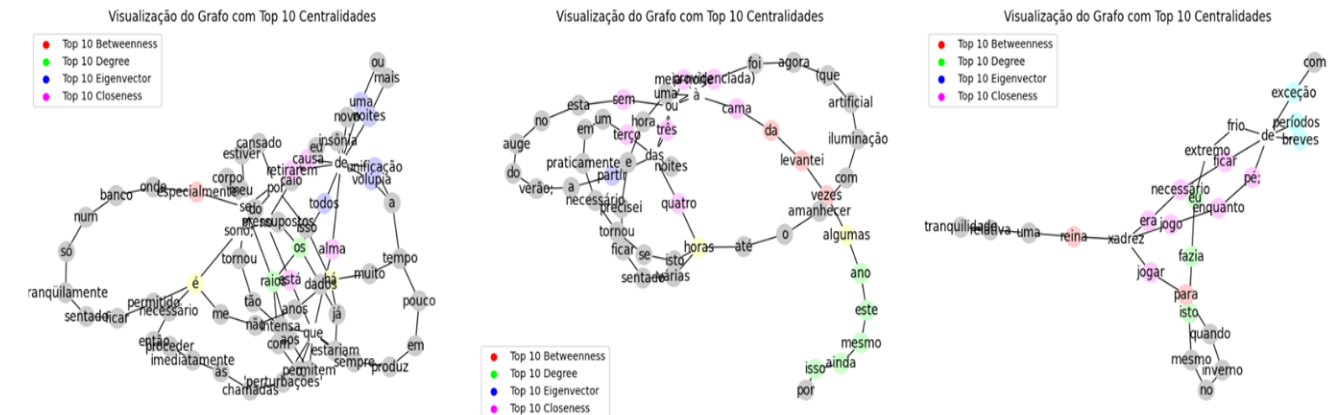 Visualização do Grafo com Top 10 Centralidades
Top 10 Betweenness
Top 10 Degree
Top 10 Eigenvector
Top 10 Closeness
ou
mais
uma
noites
novo
insônia
eu
cansado
estiver
causa
de
retirarem
caio
unificação
volúpia
corpo
meu
por
onde
especialmente
banco
todos
a
se
do
supostos
isso
num
sono,
os
alma
só
tornou
tempo
é
raios
está
há
dados
muito
ranqüilamente
permitido
necessário
tão
anos
pouco
sentado
ficar
me
não
já
intensa
que
então
com
aos
proceder
estariam
em
imediatamente
sempre
produz
as
permitem
chamadas
'perturbações'
Visualização do Grafo com Top 10 Centralidades
foi
agora
(que
uma
à
esta
sem
ou
cama
artificial
no
um
hora
três
da
em
terço
iluminação
auge
das
levantei
praticamente
e
noites
do
partir
com
verão;
a
vezes
necessário
precisei
quatro
amanhecer
tornou
o
algumas
ficar
horas
até
se
isto
sentado
várias
ano
este
mesmo
ainda
isso
por
Top 10 Betweenness
Top 10 Degree
Top 10 Eigenvector
Top 10 Closeness
Visualização do Grafo com Top 10 Centralidades
Top 10 Betweenness
Top 10 Degree
Top 10 Eigenvector
Top 10 Closeness
com
exceção
frio
períodos
de
breves
extremo
ficar
pe;
necessário
eu
enquanto
era
jogo
tranquilidade
relativa
uma
reina
xadrez
fazia
jogar
para
isto
quando
mesmo
inverno
no